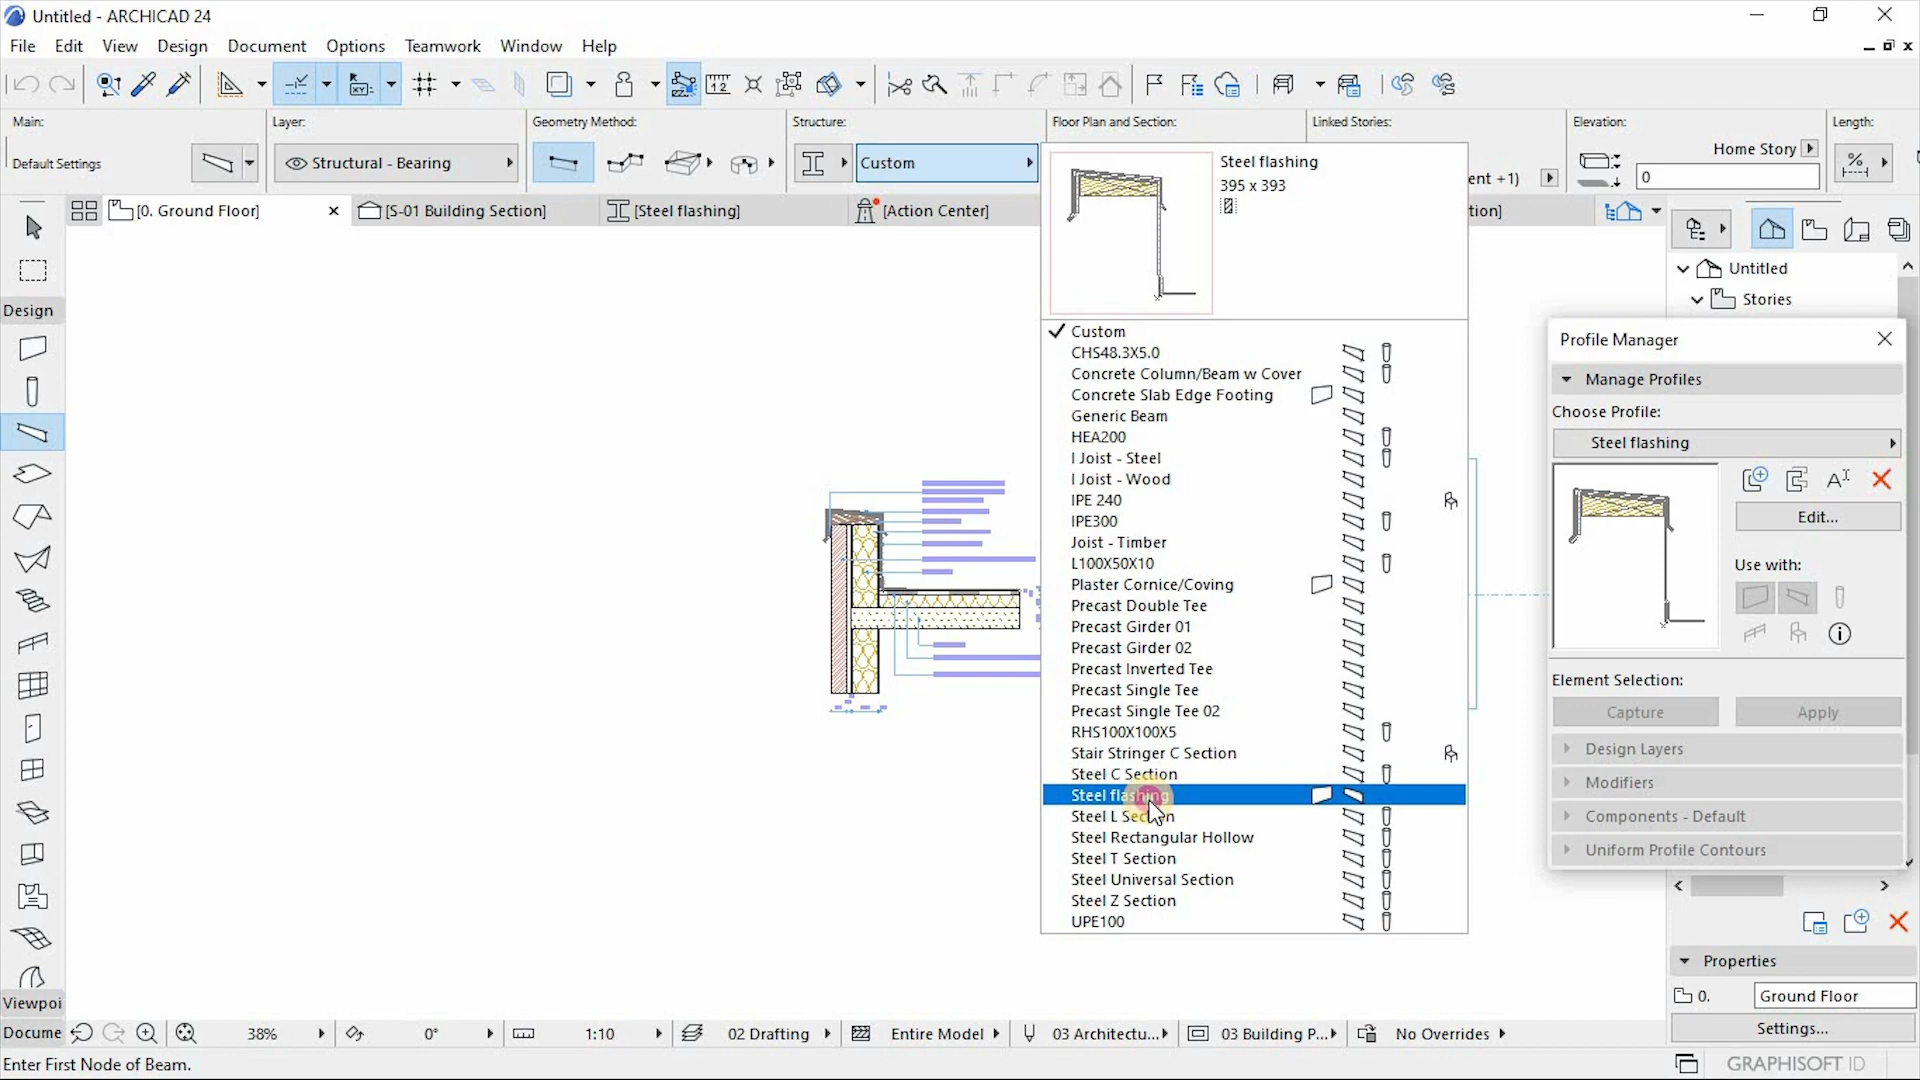 Untitled - ARCHICAD 24
File Edit View Design Document Options Teamwork Window Help
Main: Layer: Geometry Method: Structure: Floor Plan and Section: Linked Stories: Elevation: Length:
Default Settings
Structural - Bearing
Custom
ent +1)
Home Story
0
%
[0. Ground Floor]
[S-01 Building Section]
[Steel flashing]
[Action Center]
tion]
Steel flashing
395 x 393
Custom
CHS48.3X5.0
Concrete Column/Beam w Cover
Concrete Slab Edge Footing
Generic Beam
HEA200
I Joist - Steel
I Joist - Wood
IPE 240
IPE300
Joist - Timber
L100X50X10
Plaster Cornice/Coving
Precast Double Tee
Precast Girder 01
Precast Girder 02
Precast Inverted Tee
Precast Single Tee
Precast Single Tee 02
RHS100X100X5
Stair Stringer C Section
Steel C Section
Steel flashing
Steel L Section
Steel Rectangular Hollow
Steel T Section
Steel Universal Section
Steel Z Section
UPE100
Design
Viewpoi
Docume
Untitled
Stories
Profile Manager
Manage Profiles
Choose Profile:
Steel flashing
Edit...
Use with:
Element Selection:
Capture Apply
Design Layers
Modifiers
Components - Default
Uniform Profile Contours
Properties
0. Ground Floor
Settings...
38% 0° 1:10 02 Drafting Entire Model 03 Architectu... 03 Building P... No Overrides
Enter First Node of Beam.
GRAPHISOFT ID